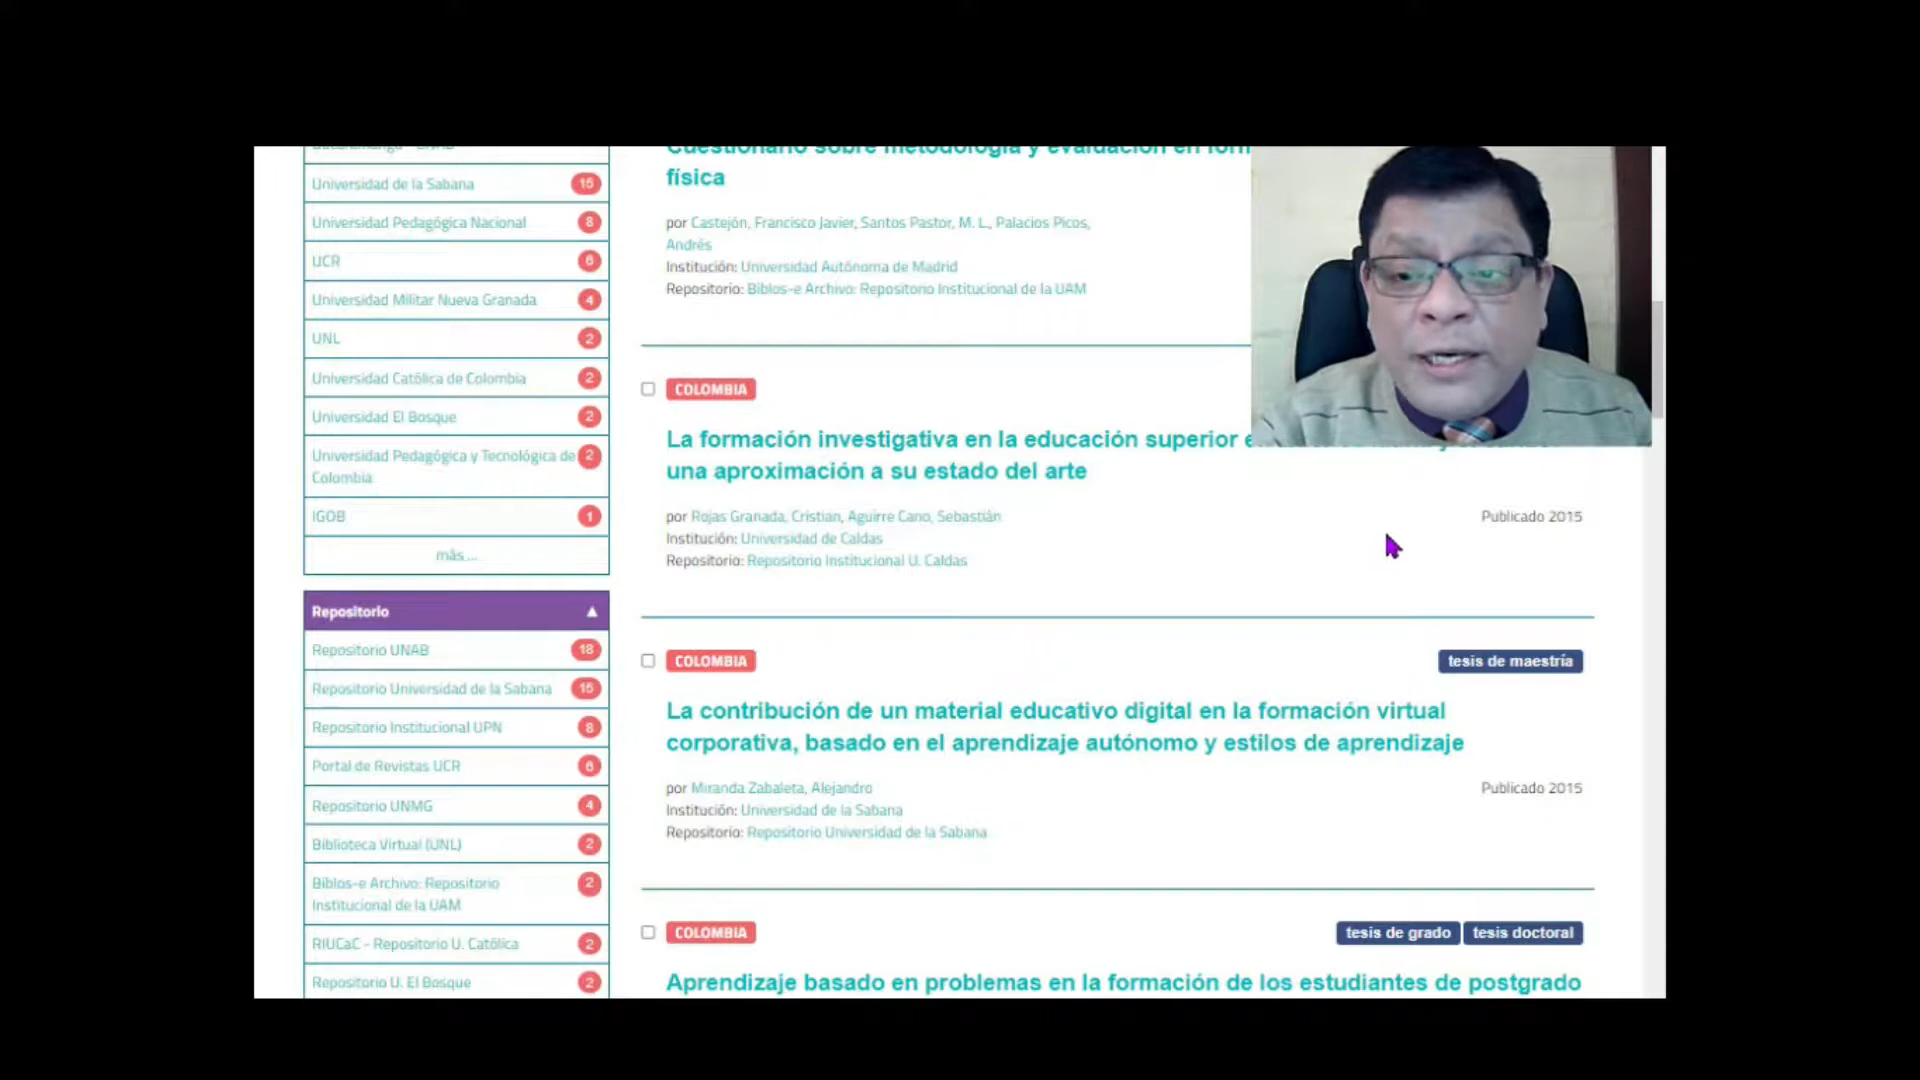 Universidad de la Sabana 16
Universidad Pedagógica Nacional 8
UCR 6
Universidad Militar Nueva Granada 4
UNL 2
Universidad Católica de Colombia 2
Universidad El Bosque 2
Universidad Pedagógica y Tecnológica de 2
Colombia
IGOB 1
más ...
Repositorio ▲
Repositorio UNAB 18
Repositorio Universidad de la Sabana 16
Repositorio Institucional UPN 8
Portal de Revistas UCR 6
Repositorio UNMG 4
Biblioteca Virtual (UNL) 2
Biblos-e Archivo: Repositorio 2
Institucional de la UAM
RIUCaC - Repositorio U. Católica 2
Repositorio U. El Bosque 2
Cuestionario sobre metodología y evaluación en
física
por Castejón, Francisco Javier, Santos Pastor, M. L., Palacios Picos,
Andrés
Institución: Universidad Autónoma de Madrid
Repositorio: Biblos-e Archivo: Repositorio Institucional de la UAM
COLOMBIA
La formación investigativa en la educación superior
una aproximación a su estado del arte
por Rojas Granada, Cristian, Aguirre Cano, Sebastián Publicado 2015
Institución: Universidad de Caldas
Repositorio: Repositorio Institucional U. Caldas
COLOMBIA tesis de maestría
La contribución de un material educativo digital en la formación virtual
corporativa, basado en el aprendizaje autónomo y estilos de aprendizaje
por Miranda Zabaleta, Alejandro Publicado 2015
Institución: Universidad de la Sabana
Repositorio: Repositorio Universidad de la Sabana
COLOMBIA tesis de grado tesis doctoral
Aprendizaje basado en problemas en la formación de los estudiantes de postgrado